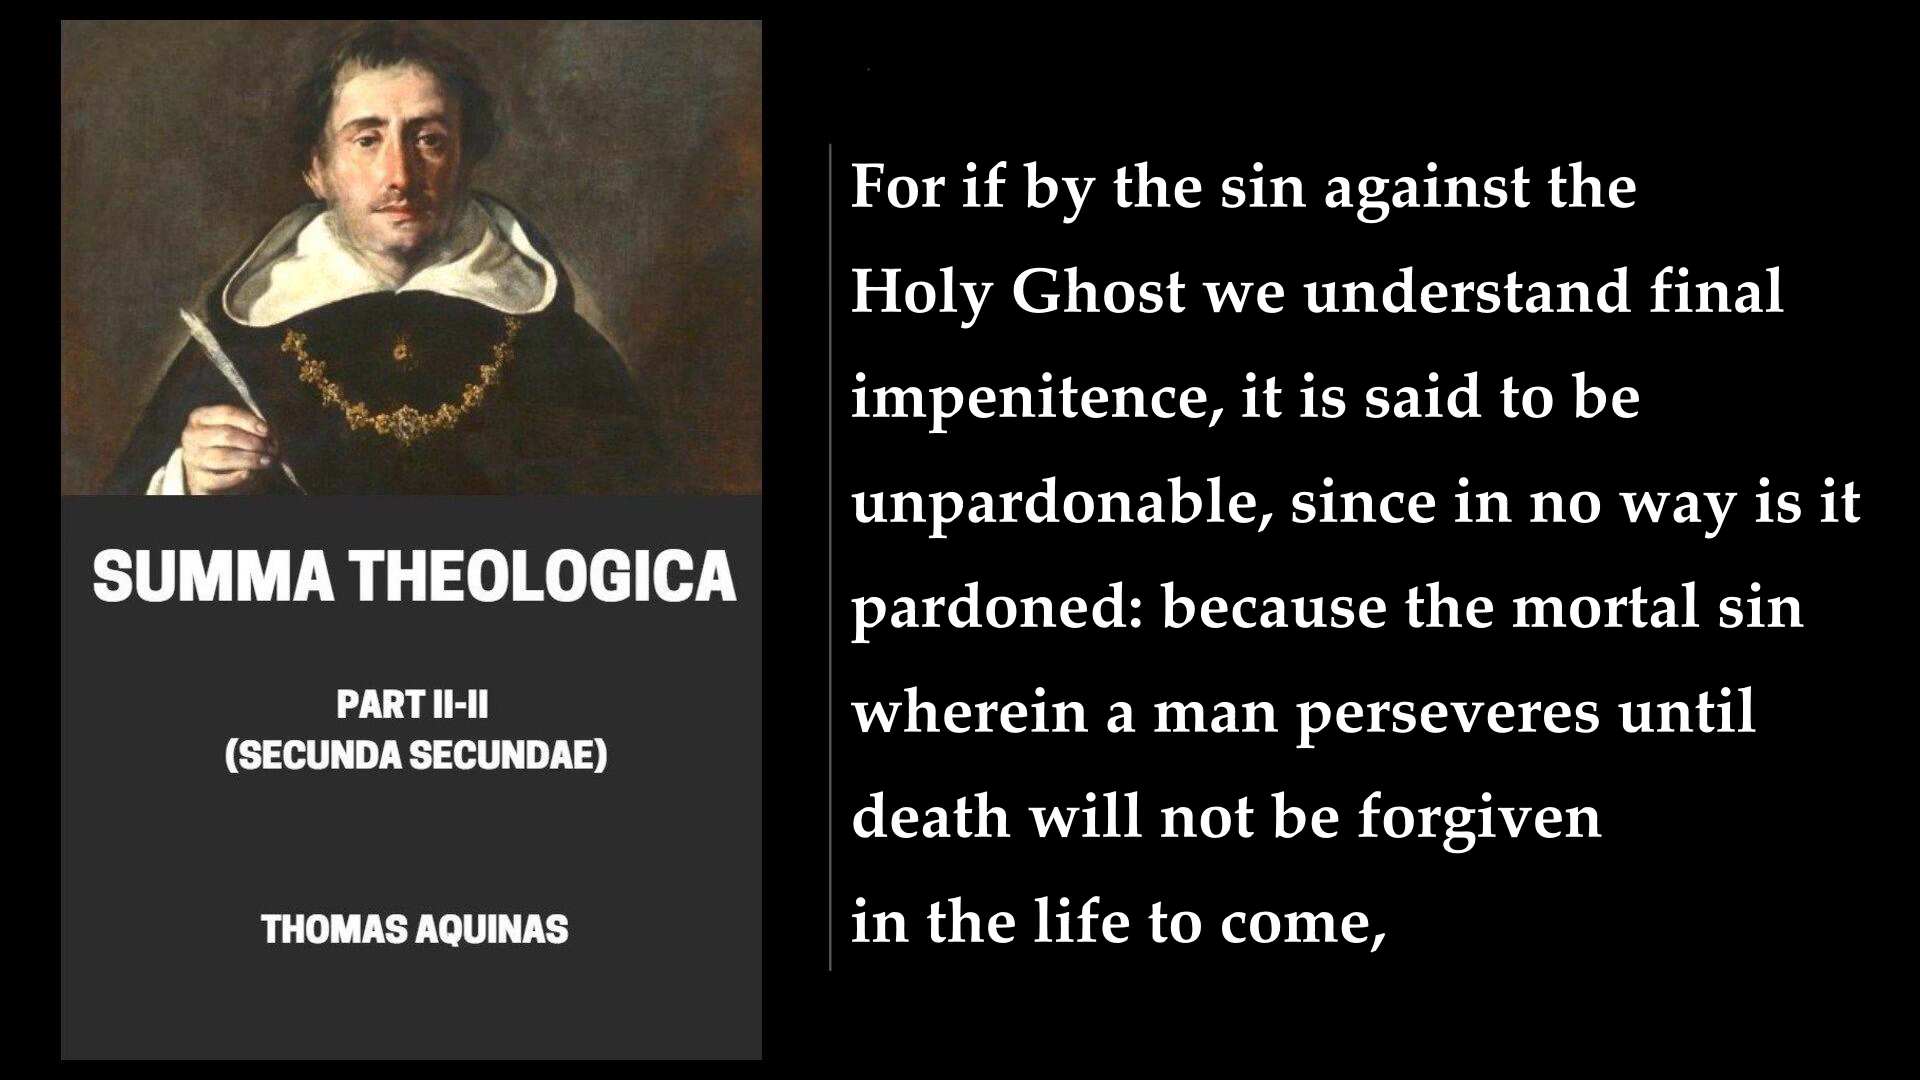 SUMMA THEOLOGICA
PART II-II
(SECUNDA SECUNDAE)
THOMAS AQUINAS
For if by the sin against the
Holy Ghost we understand final
impenitence, it is said to be
unpardonable, since in no way is it
pardoned: because the mortal sin
wherein a man perseveres until
death will not be forgiven
in the life to come,